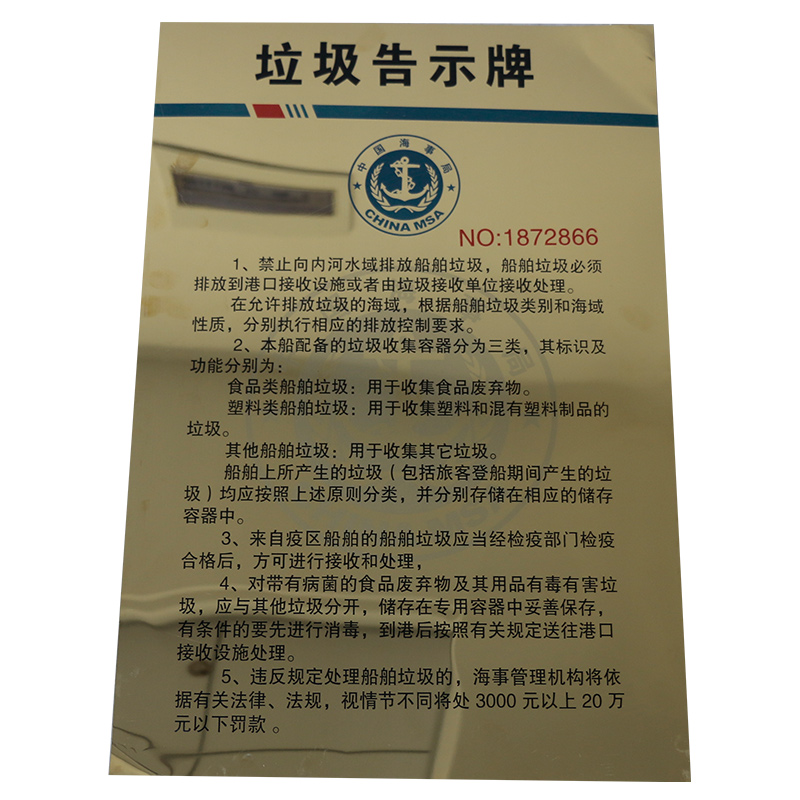 垃圾告示牌
中国海事局
CHINA MSA
NO:1872866
1、禁止向内河水域排放船舶垃圾，船舶垃圾必须
排放到港口接收设施或者由垃圾接收单位接收处理。
在允许排放垃圾的海域，根据船舶垃圾类别和海域
性质，分别执行相应的排放控制要求。
2、本船配备的垃圾收集容器分为三类，其标识及
功能分别为：
食品类船舶垃圾：用于收集食品废弃物。
塑料类船舶垃圾：用于收集塑料和混有塑料制品的
垃圾。
其他船舶垃圾：用于收集其它垃圾。
船舶上所产生的垃圾（包括旅客登船期间产生的垃
圾）均应按照上述原则分类，并分别存储在相应的储存
容器中。
3、来自疫区船舶的船舶垃圾应当经检疫部门检疫
合格后，方可进行接收和处理，
4、对带有病菌的食品废弃物及其用品有毒有害垃
圾，应与其他垃圾分开，储存在专用容器中妥善保存，
有条件的要先进行消毒，到港后按照有关规定送往港口
接收设施处理。
5、违反规定处理船舶垃圾的，海事管理机构将依
据有关法律、法规，视情节不同将处 3000 元以上 20 万
元以下罚款 。